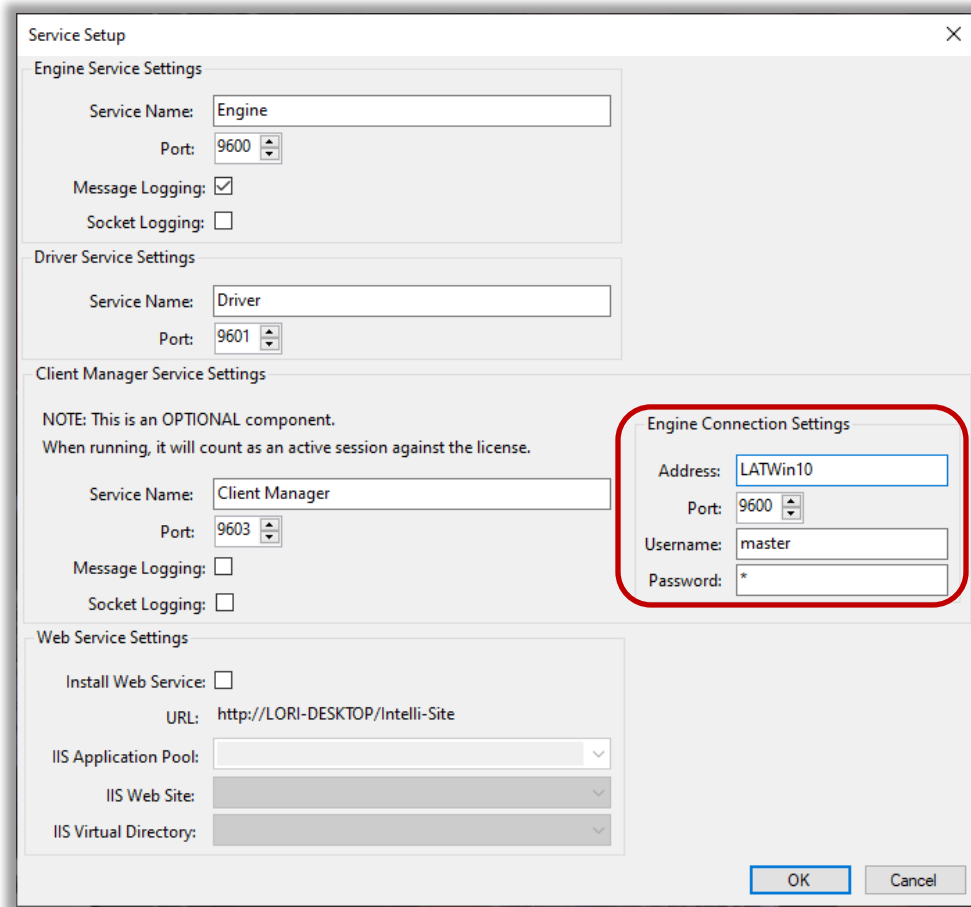 Service Setup
Engine Service Settings
Service Name: Engine
Port: 9600
Message Logging:
Socket Logging:
Driver Service Settings
Service Name: Driver
Port: 9601
Client Manager Service Settings
NOTE: This is an OPTIONAL component.
When running, it will count as an active session against the license.
Service Name: Client Manager
Port: 9603
Message Logging:
Socket Logging:
Engine Connection Settings
Address: LATWin10
Port: 9600
Username: master
Password: *
Web Service Settings
Install Web Service:
URL: http://LORI-DESKTOP/Intelli-Site
IIS Application Pool:
IIS Web Site:
IIS Virtual Directory:
OK Cancel